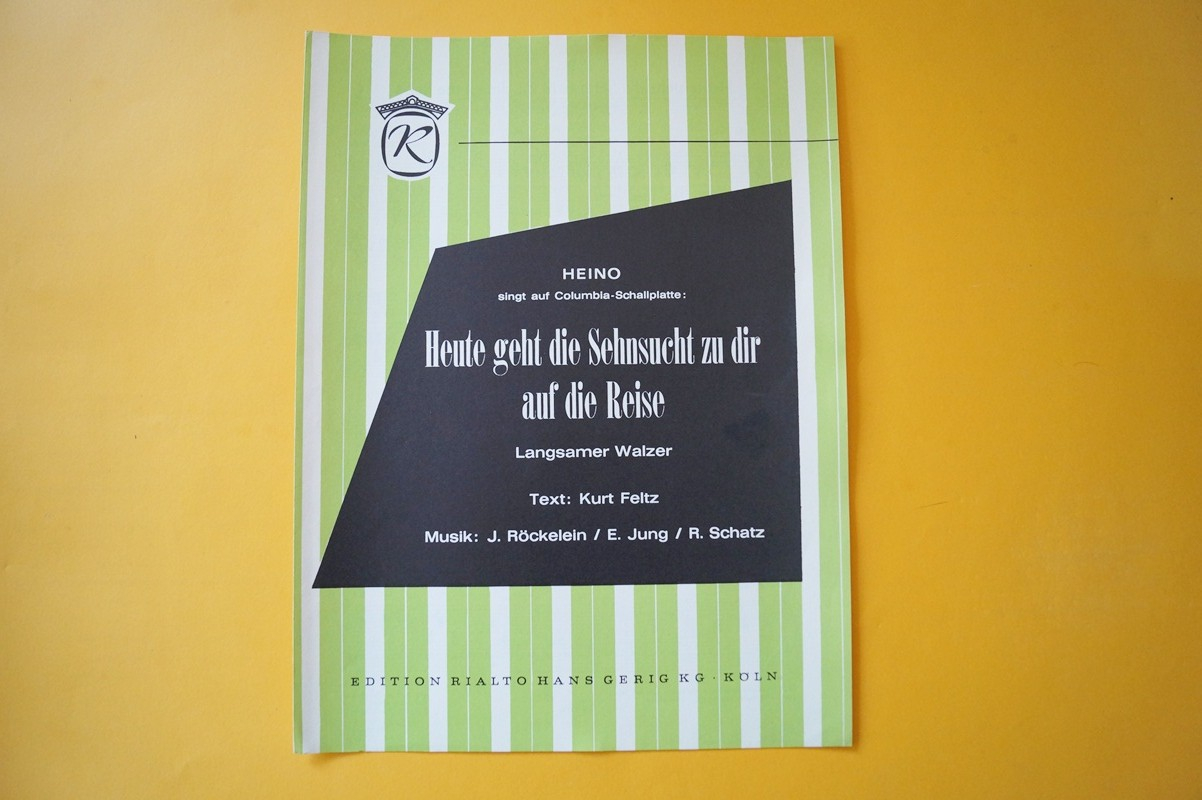 R
HEINO
singt auf Columbia-Schallplatte:
Heute geht die Sehnsucht zu dir
auf die Reise
Langsamer Walzer
Text: Kurt Feltz
Musik: J. Röckelein / E. Jung / R. Schatz
EDITION RIALTO HANS GERIG KG · KÖLN